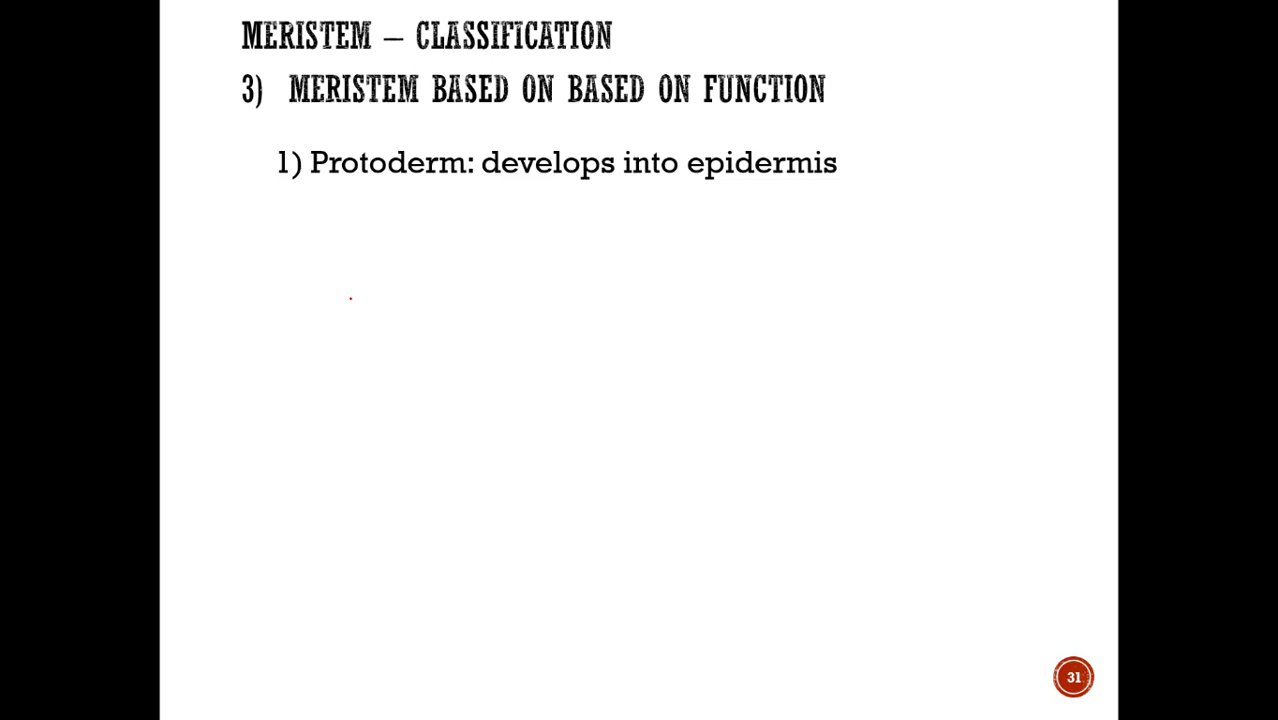 MERISTEM – CLASSIFICATION
3) MERISTEM BASED ON BASED ON FUNCTION
1) Protoderm: develops into epidermis
31